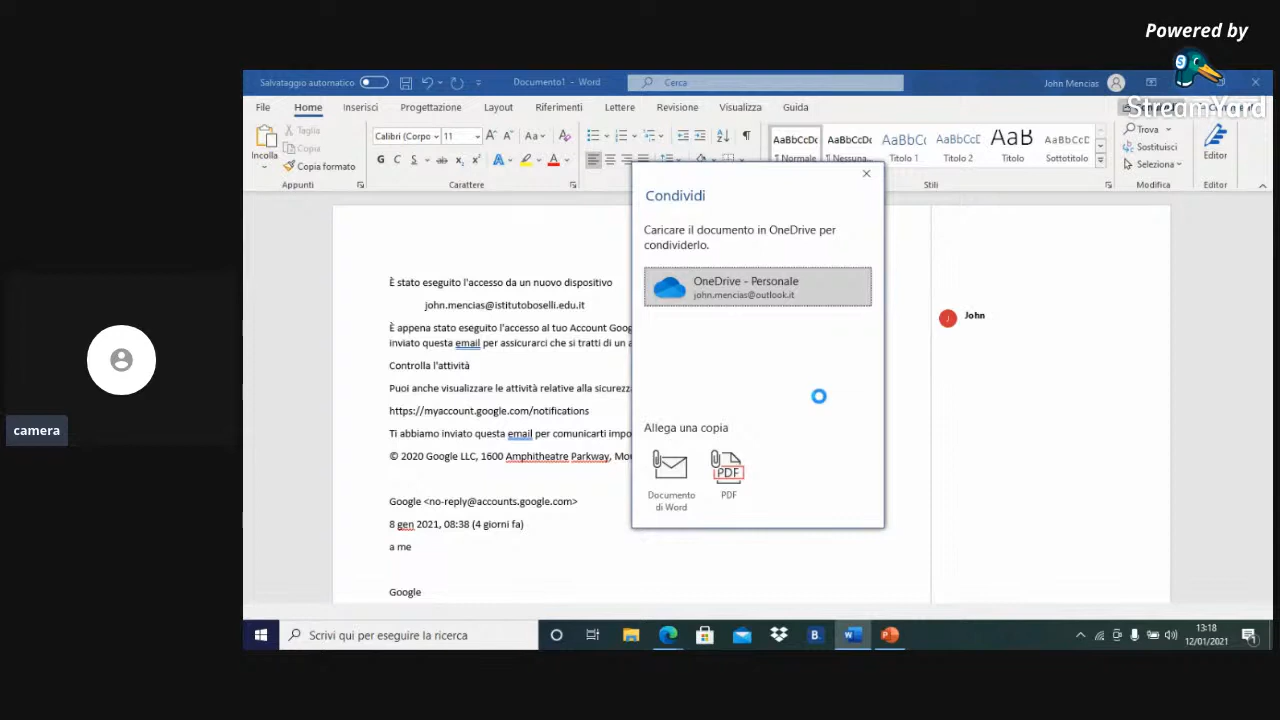 Powered by
StreamYard
Salvataggio automatico
Documento1 - Word
Cerca
John Mencias
File Home Inserisci Progettazione Layout Riferimenti Lettere Revisione Visualizza Guida
Incolla
Taglia
Copia
Copia formato
Appunti
Calibri (Corpo 11
Aa
G C S ab x₂ x²
Carattere
AaBbCcDc AaBbCcDc AaBbCc AaBbCcC AaB AaBbCcD
¶ Normale ¶ Nessuna... Titolo 1 Titolo 2 Titolo Sottotitolo
Stili
Trova
Sostituisci
Seleziona
Modifica
Editor
Editor
Condividi
Caricare il documento in OneDrive per
condividerlo.
OneDrive - Personale
john.mencias@outlook.it
Allega una copia
Documento
di Word
PDF
PDF
È stato eseguito l'accesso da un nuovo dispositivo
john.mencias@istitutoboselli.edu.it
È appena stato eseguito l'accesso al tuo Account Goog
inviato questa email per assicurarci che si tratti di un a
Controlla l'attività
Puoi anche visualizzare le attività relative alla sicurezza
https://myaccount.google.com/notifications
Ti abbiamo inviato questa email per comunicarti impo
© 2020 Google LLC, 1600 Amphitheatre Parkway, Mou
Google <no-reply@accounts.google.com>
8 gen 2021, 08:38 (4 giorni fa)
a me
Google
J John
camera
Scrivi qui per eseguire la ricerca
13:18
12/01/2021